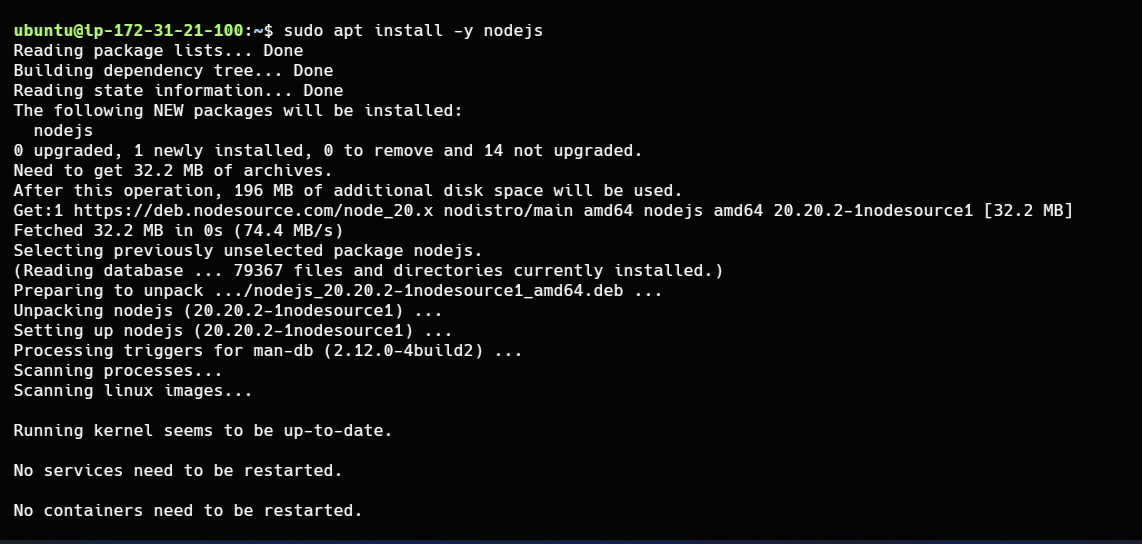 ubuntu@ip-172-31-21-100:~$ sudo apt install -y nodejs
Reading package lists... Done
Building dependency tree... Done
Reading state information... Done
The following NEW packages will be installed:
  nodejs
0 upgraded, 1 newly installed, 0 to remove and 14 not upgraded.
Need to get 32.2 MB of archives.
After this operation, 196 MB of additional disk space will be used.
Get:1 https://deb.nodesource.com/node_20.x nodistro/main amd64 nodejs amd64 20.20.2-1nodesource1 [32.2 MB]
Fetched 32.2 MB in 0s (74.4 MB/s)
Selecting previously unselected package nodejs.
(Reading database ... 79367 files and directories currently installed.)
Preparing to unpack .../nodejs_20.20.2-1nodesource1_amd64.deb ...
Unpacking nodejs (20.20.2-1nodesource1) ...
Setting up nodejs (20.20.2-1nodesource1) ...
Processing triggers for man-db (2.12.0-4build2) ...
Scanning processes...
Scanning linux images...

Running kernel seems to be up-to-date.

No services need to be restarted.

No containers need to be restarted.